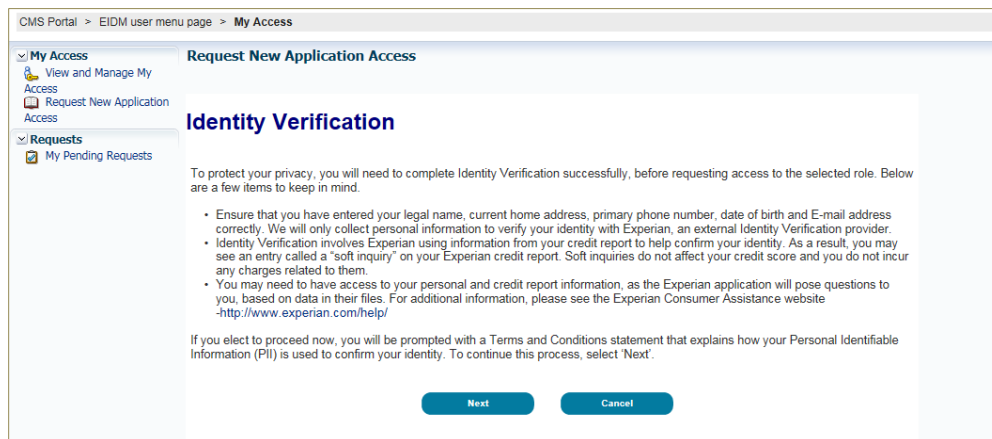 CMS Portal > EIDM user menu page > My Access
My Access
View and Manage My
Access
Request New Application
Access
Requests
My Pending Requests
Request New Application Access
Identity Verification
To protect your privacy, you will need to complete Identity Verification successfully, before requesting access to the selected role. Below
are a few items to keep in mind.
• Ensure that you have entered your legal name, current home address, primary phone number, date of birth and E-mail address
correctly. We will only collect personal information to verify your identity with Experian, an external Identity Verification provider.
• Identity Verification involves Experian using information from your credit report to help confirm your identity. As a result, you may
see an entry called a “soft inquiry” on your Experian credit report. Soft inquiries do not affect your credit score and you do not incur
any charges related to them.
• You may need to have access to your personal and credit report information, as the Experian application will pose questions to
you, based on data in their files. For additional information, please see the Experian Consumer Assistance website
-http://www.experian.com/help/
If you elect to proceed now, you will be prompted with a Terms and Conditions statement that explains how your Personal Identifiable
Information (PII) is used to confirm your identity. To continue this process, select ‘Next’.
Next
Cancel